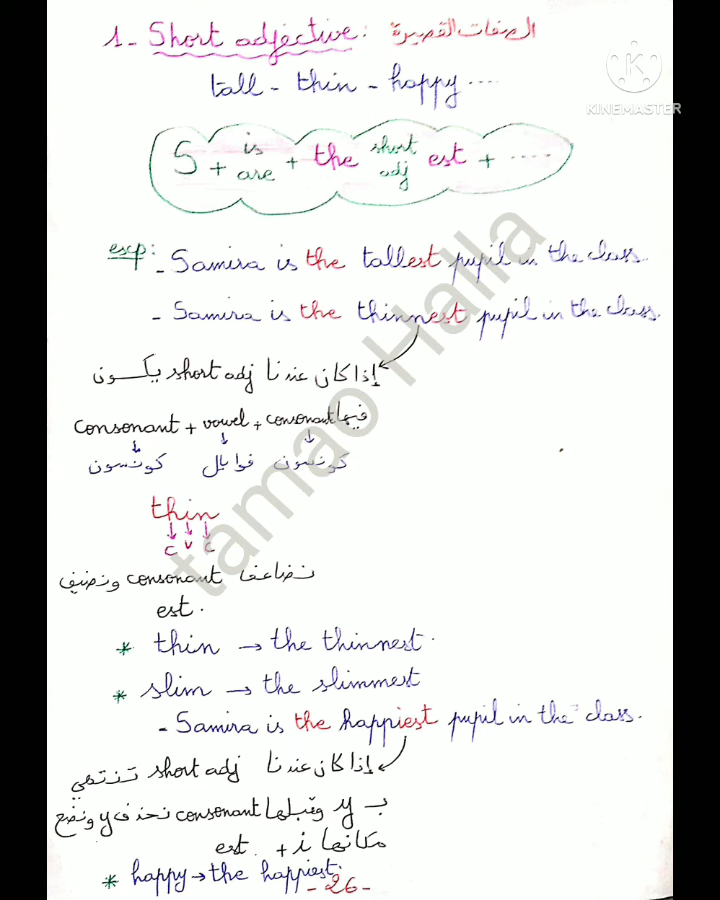 1- Short adjective: الصفات القصيرة
tall - thin - happy ....
KINEMASTER
S + is are + the short adj est + ....
exp: - Samira is the tallest pupil in the class.
- Samira is the thinnest pupil in the class.
إذا كان عندنا short adj يكون
فيها consonant + vowel + consonant
كونسون فوايل كونسون
thin
c v c
نضاعفا consonant ونضيف
est.
* thin → the thinnest.
* slim → the slimmest
- Samira is the happiest pupil in the class.
إذا كان عندنا short adj تنتهي
بـ y وقبلها consonant نحذف y ونضع
مكانها i + est.
* happy → the happiest.
- 26 -
tamao Halla